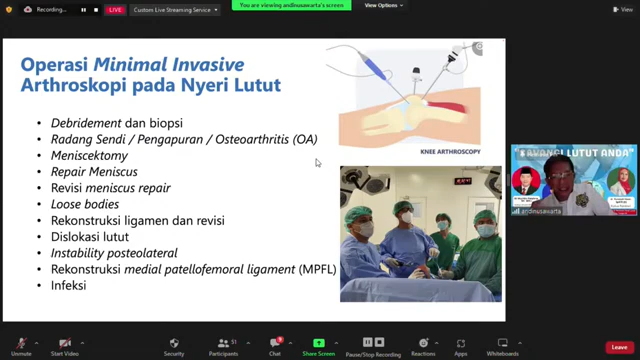 Recording...
LIVE
Custom Live Streaming Service
You are viewing andinusawarta's screen
View Options
View
Operasi Minimal Invasive
Arthroskopi pada Nyeri Lutut
• Debridement dan biopsi
• Radang Sendi / Pengapuran / Osteoarthritis (OA)
• Meniscektomy
• Repair Meniscus
• Revisi meniscus repair
• Loose bodies
• Rekonstruksi ligamen dan revisi
• Dislokasi lutut
• Instability posteolateral
• Rekonstruksi medial patellofemoral ligament (MPFL)
• Infeksi
KNEE ARTHROSCOPY
LUTUT ANDA
andinusawarta
Unmute
Start Video
Security
Participants
51
Chat
Share Screen
Pause/Stop Recording
Reactions
Apps
Whiteboards
Leave